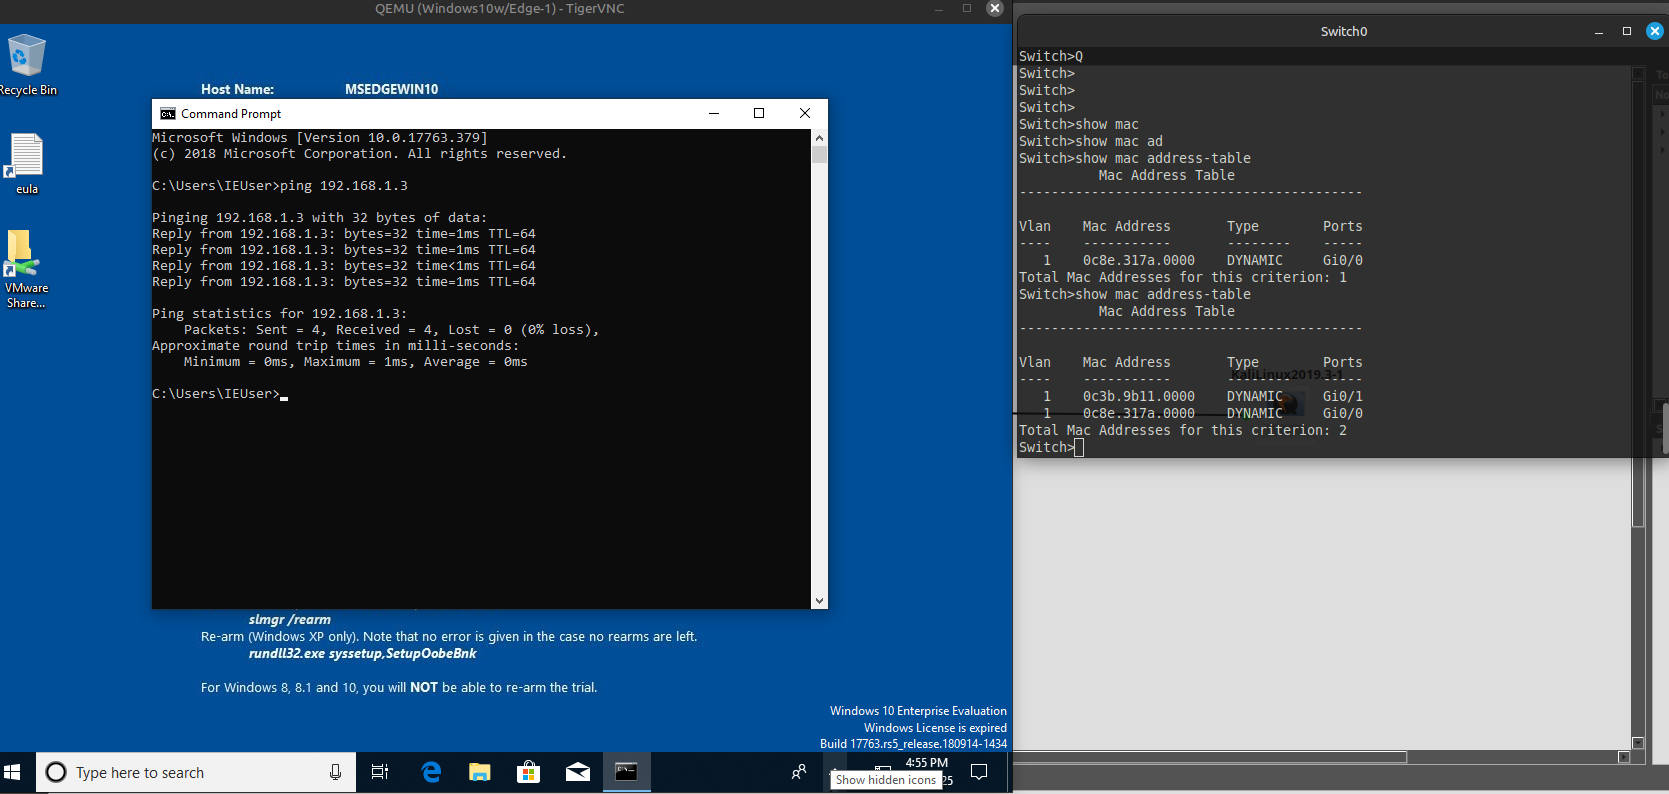 QEMU (Windows10w/Edge-1) - TigerVNC
Recycle Bin
eula
VMware
Share...
Host Name: MSEDGEWIN10
Command Prompt
Microsoft Windows [Version 10.0.17763.379]
(c) 2018 Microsoft Corporation. All rights reserved.
C:\Users\IEUser>ping 192.168.1.3
Pinging 192.168.1.3 with 32 bytes of data:
Reply from 192.168.1.3: bytes=32 time=1ms TTL=64
Reply from 192.168.1.3: bytes=32 time=1ms TTL=64
Reply from 192.168.1.3: bytes=32 time<1ms TTL=64
Reply from 192.168.1.3: bytes=32 time=1ms TTL=64
Ping statistics for 192.168.1.3:
Packets: Sent = 4, Received = 4, Lost = 0 (0% loss),
Approximate round trip times in milli-seconds:
Minimum = 0ms, Maximum = 1ms, Average = 0ms
C:\Users\IEUser>
slmgr /rearm
Re-arm (Windows XP only). Note that no error is given in the case no rearms are left.
rundll32.exe syssetup,SetupOobeBnk
For Windows 8, 8.1 and 10, you will NOT be able to re-arm the trial.
Windows 10 Enterprise Evaluation
Windows License is expired
Build 17763.rs5_release.180914-1434
Type here to search
4:55 PM
Show hidden icons
25
Switch0
Switch>Q
Switch>
Switch>
Switch>
Switch>show mac
Switch>show mac ad
Switch>show mac address-table
Mac Address Table
-------------------------------------------
Vlan Mac Address Type Ports
---- ----------- -------- -----
1 0c8e.317a.0000 DYNAMIC Gi0/0
Total Mac Addresses for this criterion: 1
Switch>show mac address-table
Mac Address Table
-------------------------------------------
Vlan Mac Address Type Ports
KaliLinux2019.3-1
---- ----------- -------- -----
1 0c3b.9b11.0000 DYNAMIC Gi0/1
1 0c8e.317a.0000 DYNAMIC Gi0/0
Total Mac Addresses for this criterion: 2
Switch>